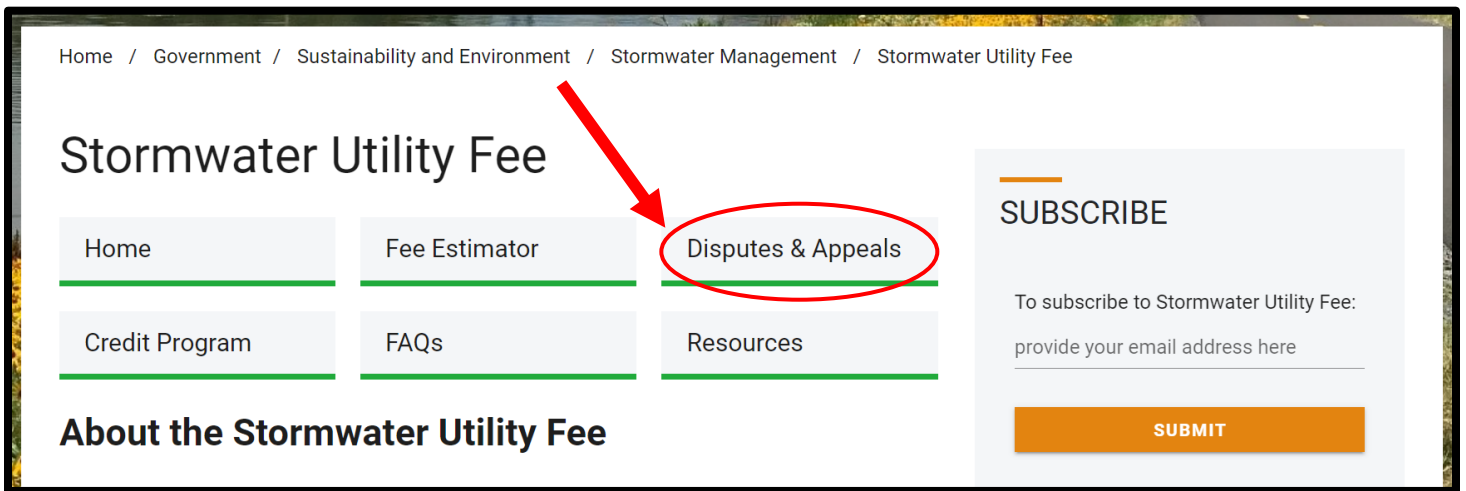 Home / Government / Sustainability and Environment / Stormwater Management / Stormwater Utility Fee
Stormwater Utility Fee
Home
Fee Estimator
Disputes & Appeals
Credit Program
FAQs
Resources
About the Stormwater Utility Fee
SUBSCRIBE
To subscribe to Stormwater Utility Fee:
provide your email address here
SUBMIT